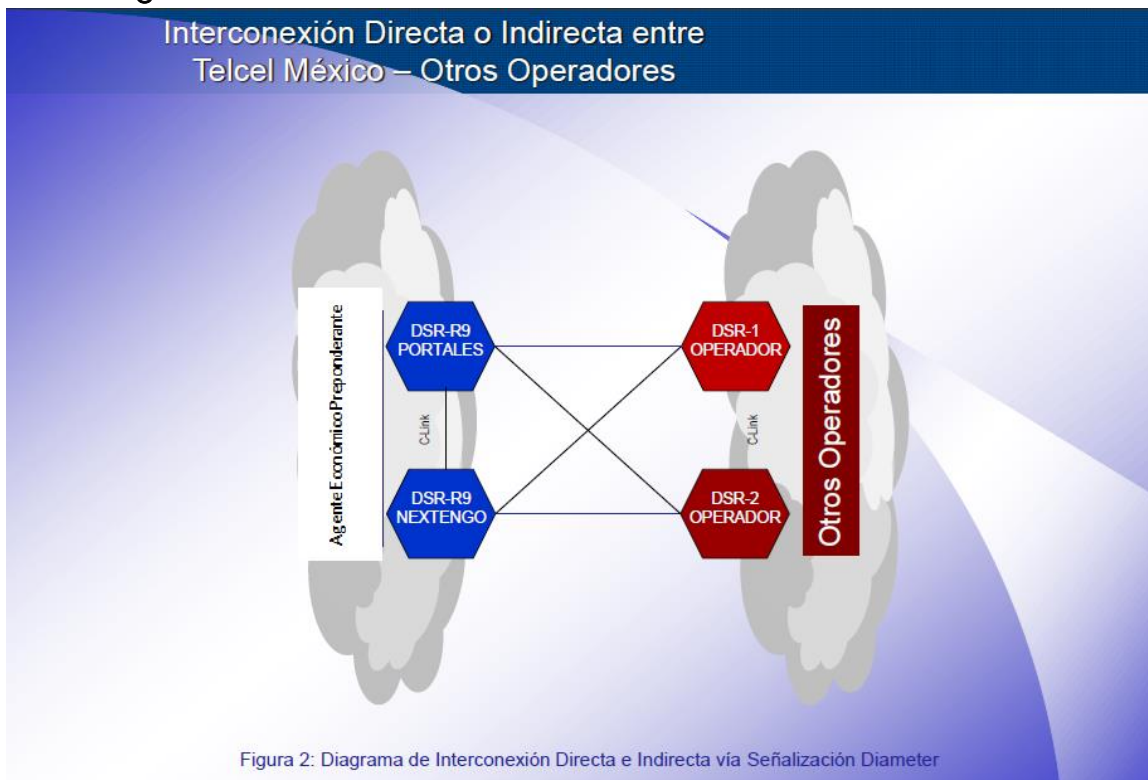 Interconexión Directa o Indirecta entre
Telcel México – Otros Operadores
Agente Económico Preponderante
DSR-R9
PORTALES
C-Link
DSR-R9
NEXTENGO
DSR-1
OPERADOR
C-Link
DSR-2
OPERADOR
Otros Operadores
Figura 2: Diagrama de Interconexión Directa e Indirecta vía Señalización Diameter